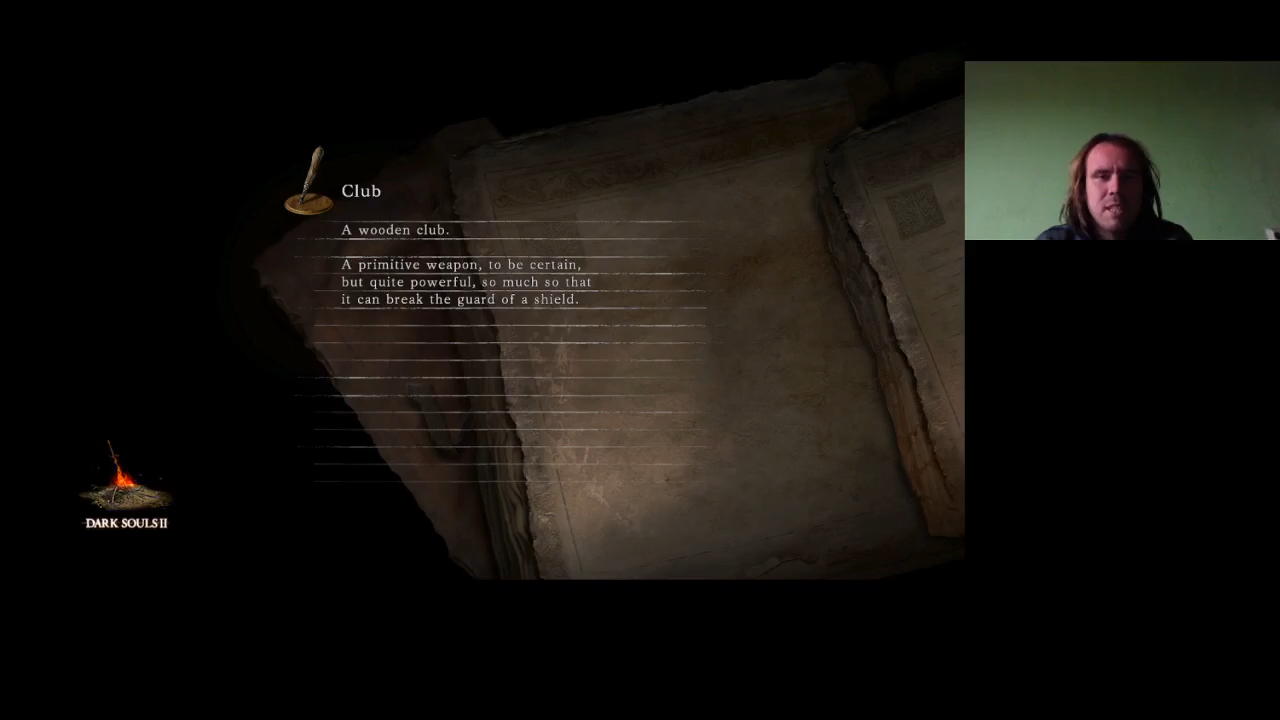 Club
A wooden club.
A primitive weapon, to be certain,
but quite powerful, so much so that
it can break the guard of a shield.
DARK SOULS II